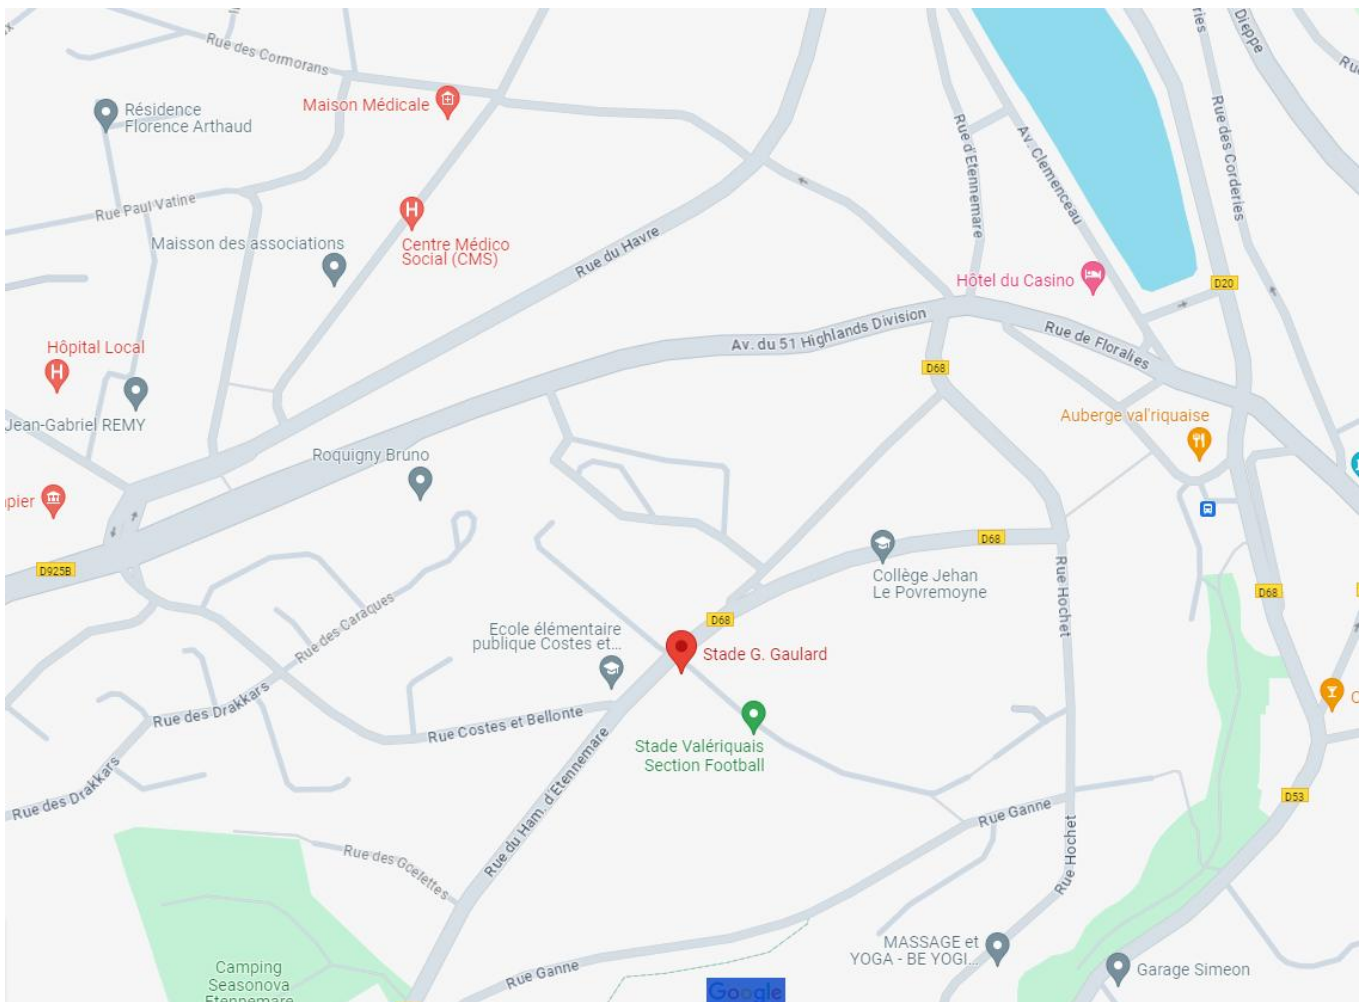 ries
Dieppe
Rue des Cormorans
Maison Médicale
Résidence
Florence Arthaud
Rue d'Etennemare
Av. Clemenceau
Rue des Corderies
Rue Paul Vatine
Maisson des associations
Centre Médico
Social (CMS)
Rue du Havre
Hôtel du Casino
D20
Av. du 51 Highlands Division
Rue de Floralies
Hôpital Local
D68
Jean-Gabriel REMY
Auberge val'riquaise
Roquigny Bruno
pier
D925B
D68
Collège Jehan
Le Povremoyne
Rue Hochet
D68
Rue des Caraques
Ecole élémentaire
publique Costes et...
D68
Stade G. Gaulard
Rue des Drakkars
Rue Costes et Bellonte
Stade Valériquais
Section Football
Rue des Drakkars
D53
Rue Ganne
Rue du Ham. d'Etennemare
Rue des Goelettes
Rue Hochet
MASSAGE et
YOGA - BE YOGI...
Rue Ganne
Garage Simeon
Camping
Seasonova
Etennemare
Google